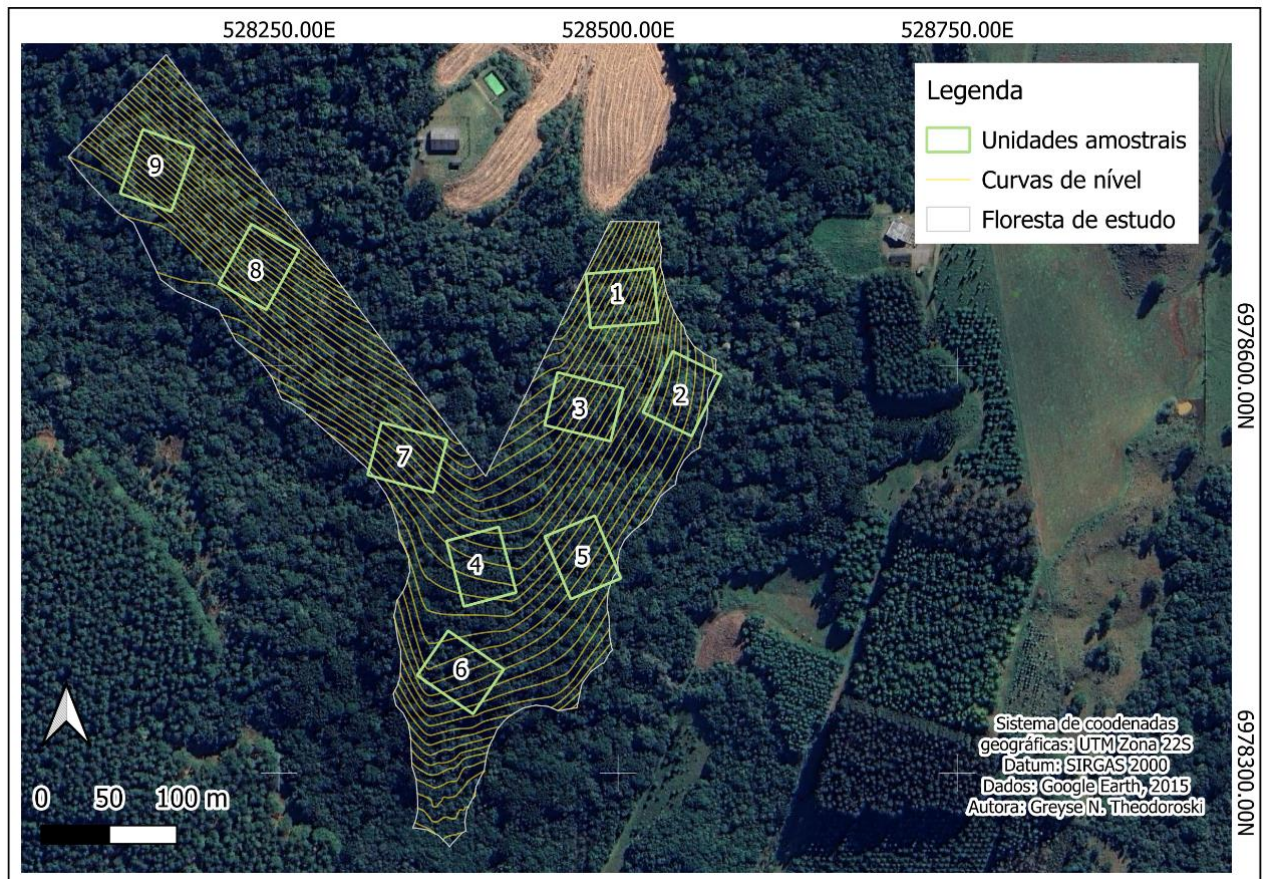 528250.00E
528500.00E
528750.00E
Legenda
Unidades amostrais
Curvas de nível
Floresta de estudo
9
8
1
6978600.00N
2
3
7
4
5
6
6978300.00N
0 50 100 m
Sistema de coodenadas
geográficas: UTM Zona 22S
Datum: SIRGAS 2000
Dados: Google Earth, 2015
Autora: Greyse N. Theodoroski